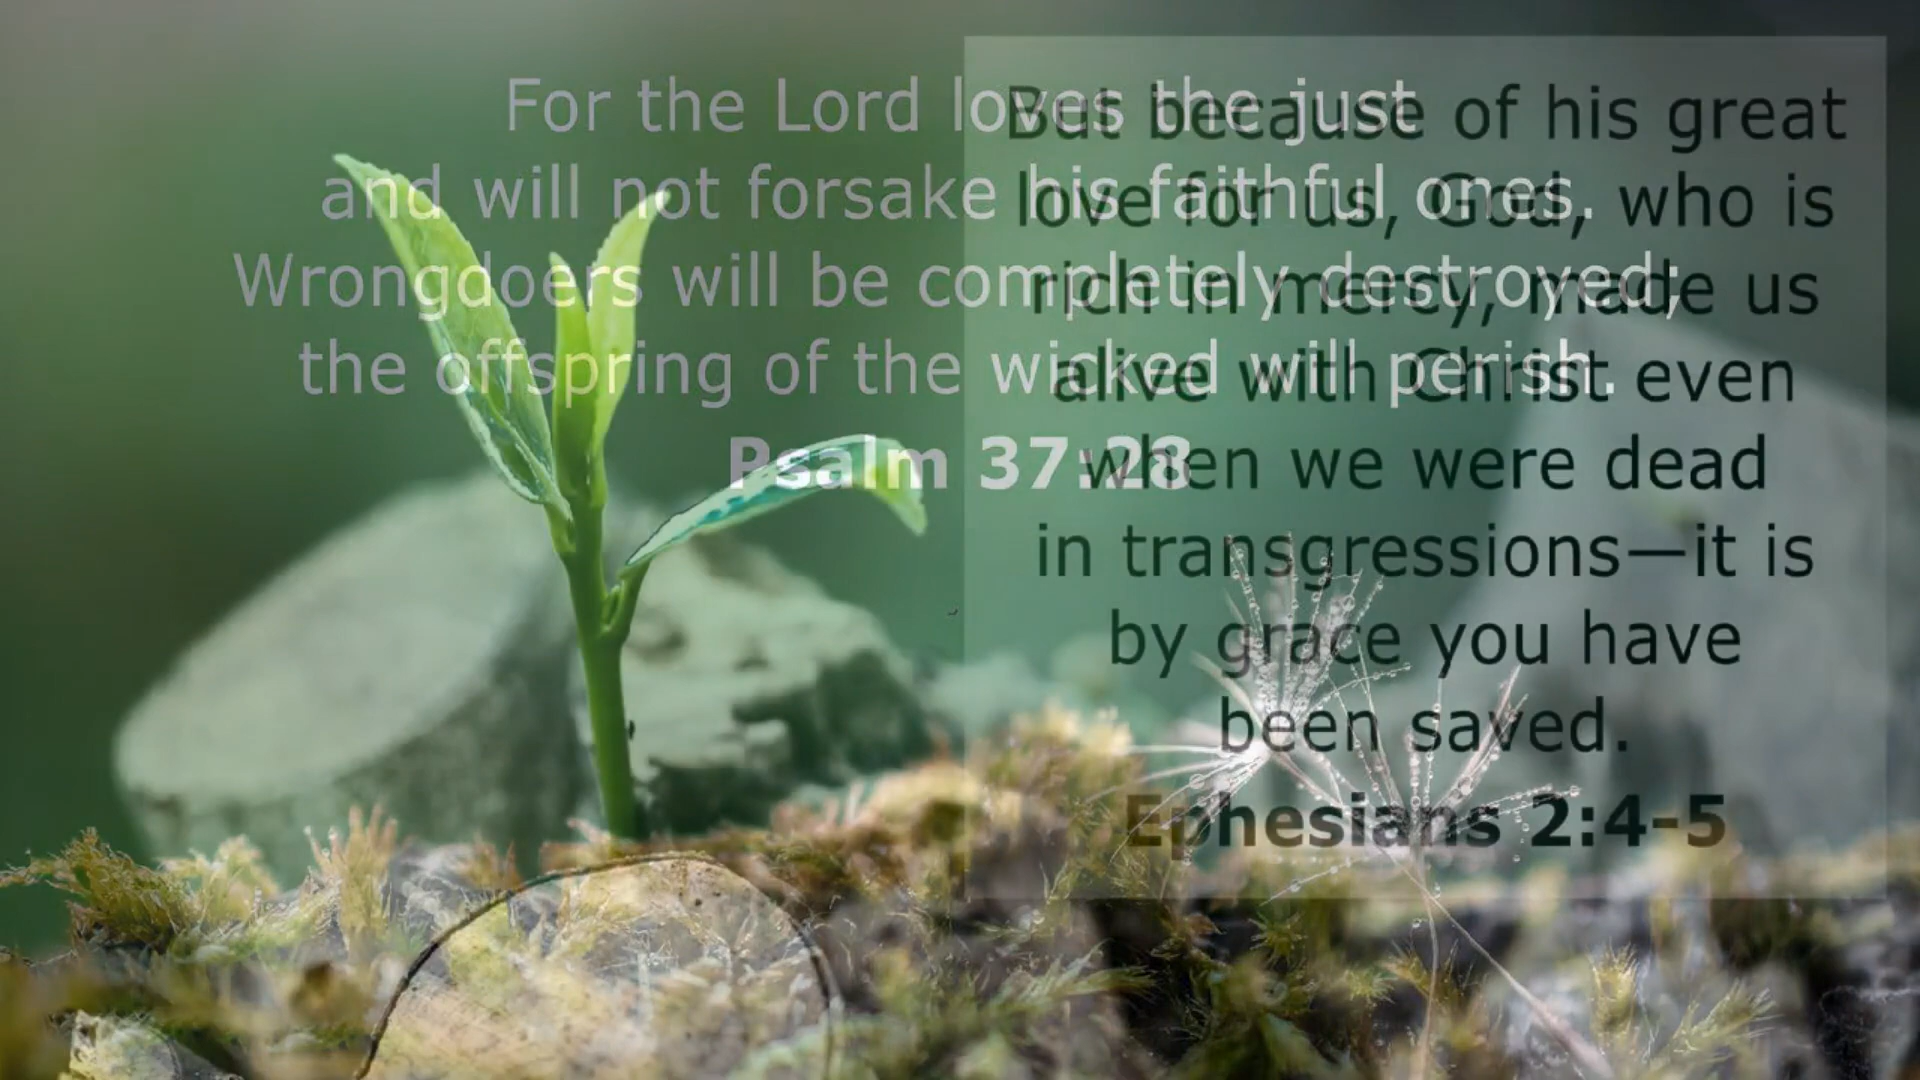 For the Lord loves the just
and will not forsake his faithful ones.
Wrongdoers will be completely destroyed;
the offspring of the wicked will perish.
Psalm 37:28
But because of his great
love for us, God, who is
rich in mercy, made us
alive with Christ even
when we were dead
in transgressions—it is
by grace you have
been saved.
Ephesians 2:4-5